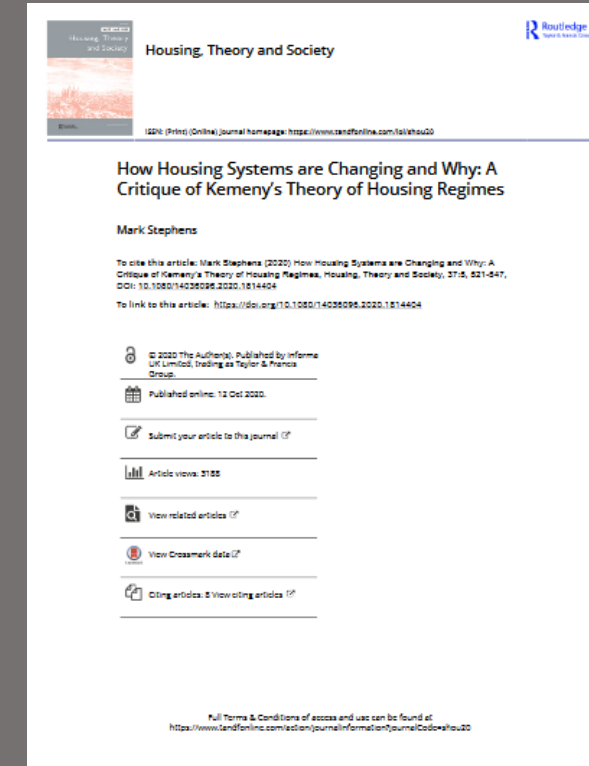 Housing, Theory
and Society
Housing, Theory and Society
Routledge
ISSN: (Print) (Online) Journal homepage: https://www.tandfonline.com/loi/shou20
How Housing Systems are Changing and Why: A
Critique of Kemeny’s Theory of Housing Regimes
Mark Stephens
To cite this article: Mark Stephens (2020) How Housing Systems are Changing and Why: A
Critique of Kemeny’s Theory of Housing Regimes, Housing, Theory and Society, 37:5, 521-547,
DOI: 10.1080/14036096.2020.1814404
To link to this article: https://doi.org/10.1080/14036096.2020.1814404
© 2020 The Author(s). Published by Informa
UK Limited, trading as Taylor & Francis
Group.
Published online: 12 Oct 2020.
Submit your article to this journal
Article views: 3188
View related articles
View Crossmark data
Citing articles: 8 View citing articles
Full Terms & Conditions of access and use can be found at
https://www.tandfonline.com/action/journalInformation?journalCode=shou20